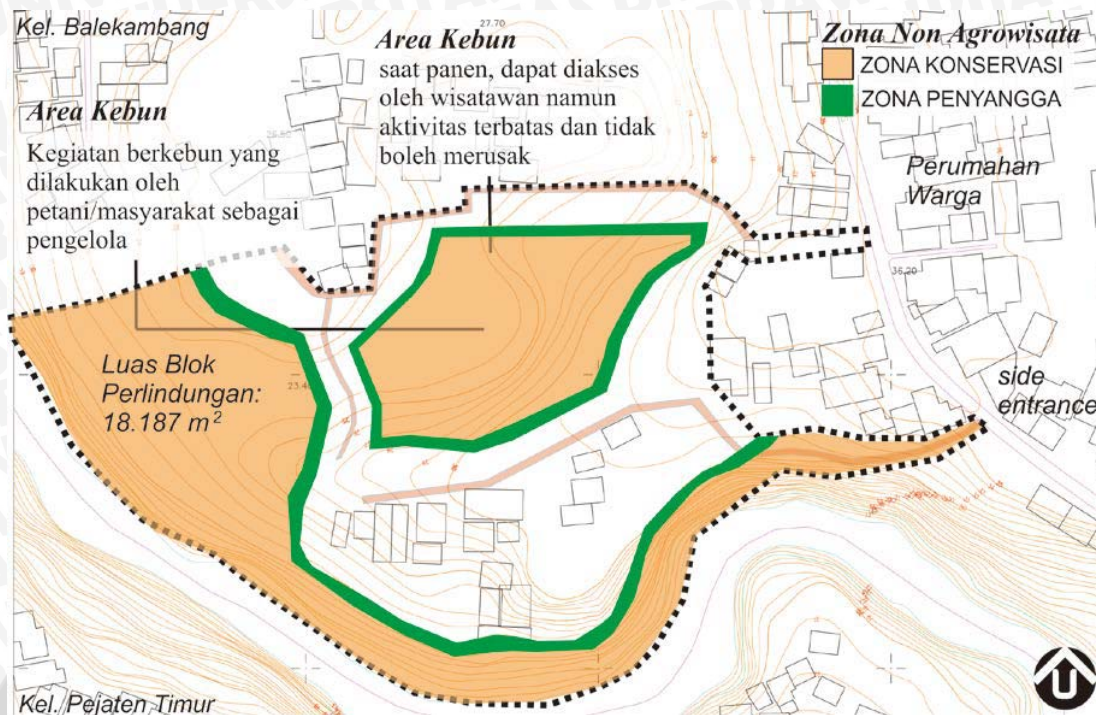 Kel. Balekambang
27.70
Area Kebun
saat panen, dapat diakses
oleh wisatawan namun
aktivitas terbatas dan tidak
boleh merusak
Zona Non Agrowisata
ZONA KONSERVASI
ZONA PENYANGGA
Area Kebun
Kegiatan berkebun yang
dilakukan oleh
petani/masyarakat sebagai
pengelola
Perumahan
Warga
Luas Blok
Perlindungan:
18.187 m²
side
entrance
Kel. Pejaten Timur